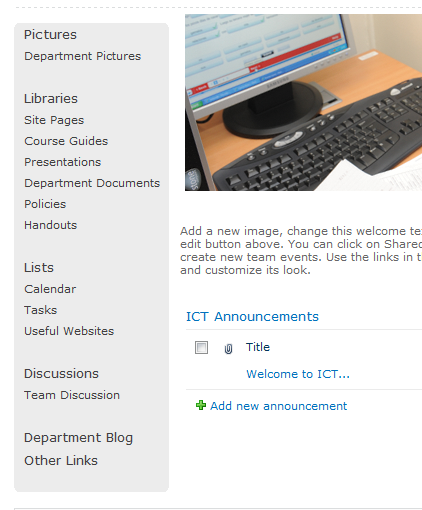 Pictures
Department Pictures
Libraries
Site Pages
Course Guides
Presentations
Department Documents
Policies
Handouts
Lists
Calendar
Tasks
Useful Websites
Discussions
Team Discussion
Department Blog
Other Links
Add a new image, change this welcome te
edit button above. You can click on Shared
create new team events. Use the links in t
and customize its look.
ICT Announcements
Title
Welcome to ICT...
Add new announcement